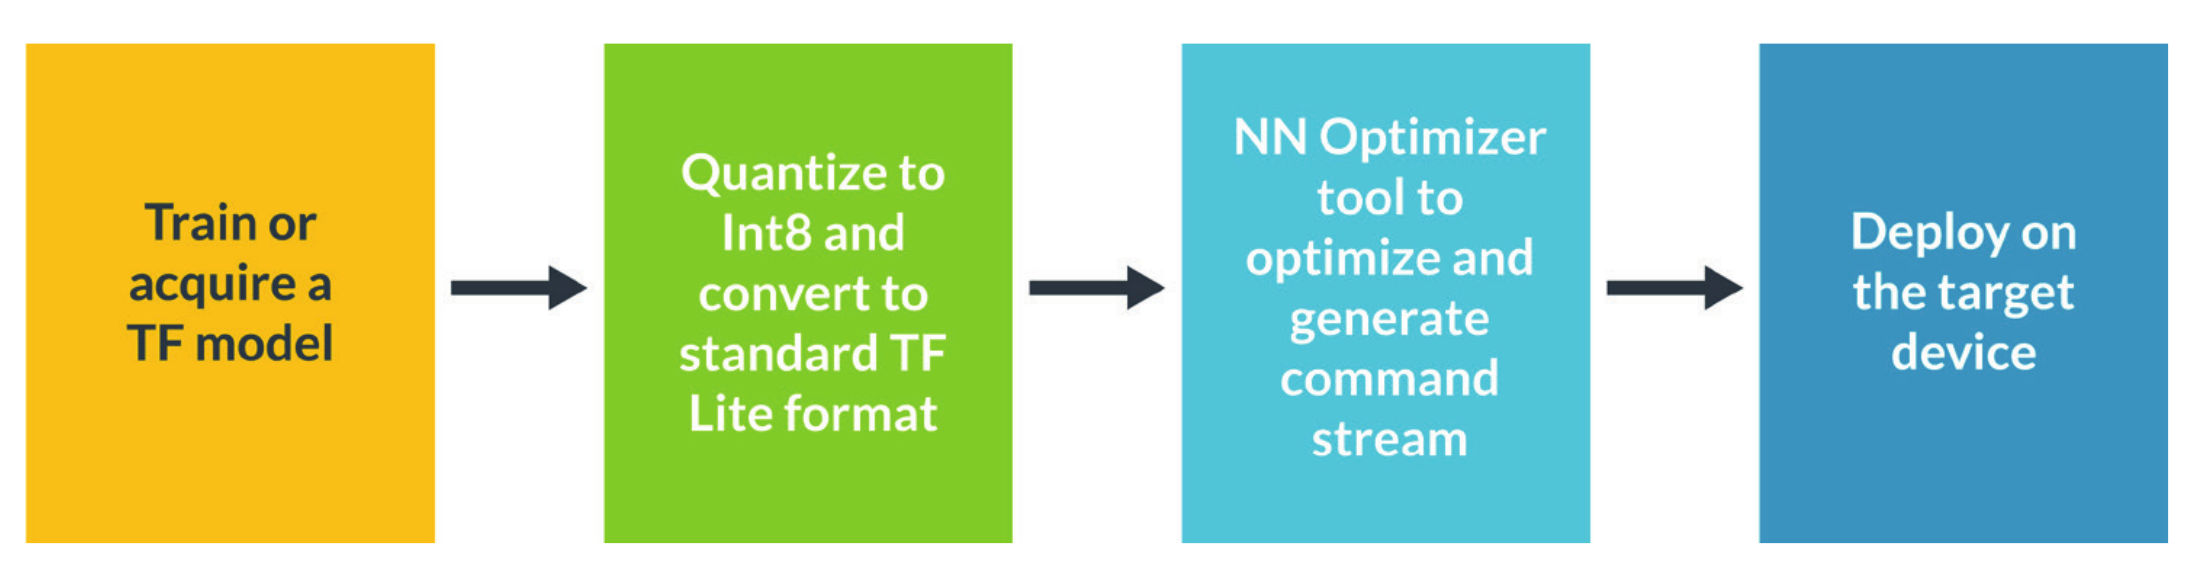 Train or
acquire a
TF model
Quantize to
Int8 and
convert to
standard TF
Lite format
NN Optimizer
tool to
optimize and
generate
command
stream
Deploy on
the target
device